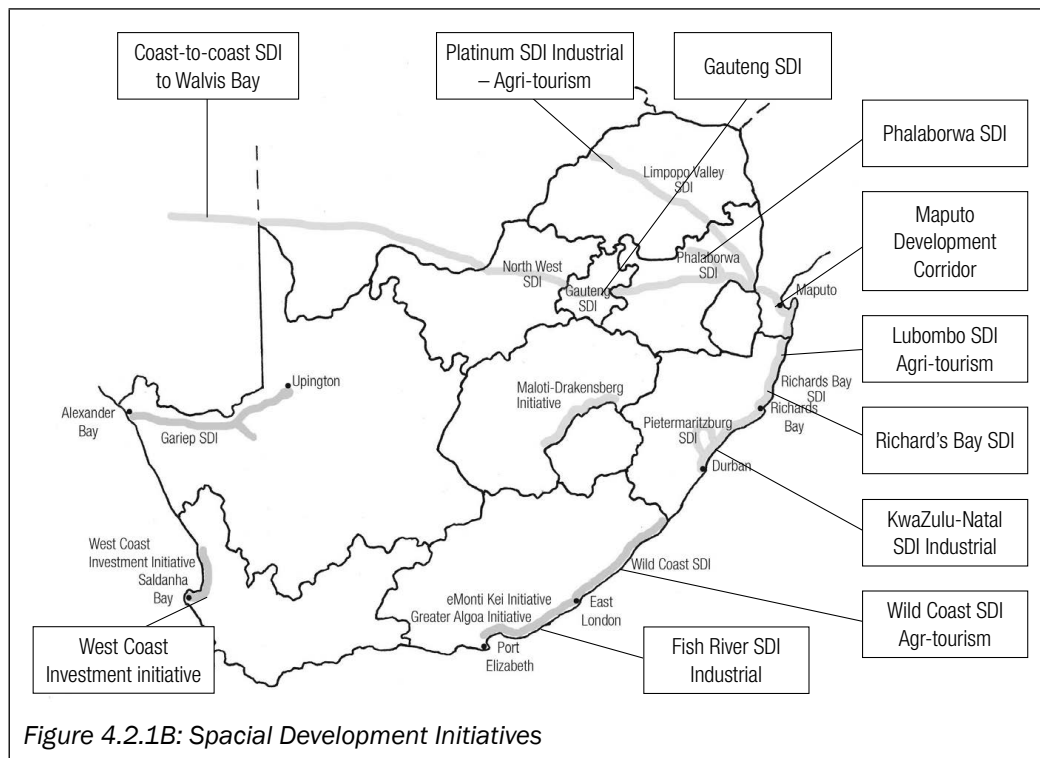 Coast-to-coast SDI
to Walvis Bay
Platinum SDI Industrial
– Agri-tourism
Gauteng SDI
Phalaborwa SDI
Maputo
Development
Corridor
Lubombo SDI
Agri-tourism
Richard's Bay SDI
KwaZulu-Natal
SDI Industrial
Wild Coast SDI
Agr-tourism
Fish River SDI
Industrial
West Coast
Investment initiative
Limpopo Valley
SDI
North West
SDI
Gauteng
SDI
Phalaborwa
SDI
Maputo
Upington
Alexander
Bay
Gariep SDI
Maloti-Drakensberg
Initiative
Richards Bay
SDI
Richards
Bay
Pietermaritzburg
SDI
Durban
West Coast
Investment Initiative
Saldanha
Bay
Wild Coast SDI
eMonti Kei Initiative
Greater Algoa Initiative
East
London
Port
Elizabeth
Figure 4.2.1B: Spacial Development Initiatives